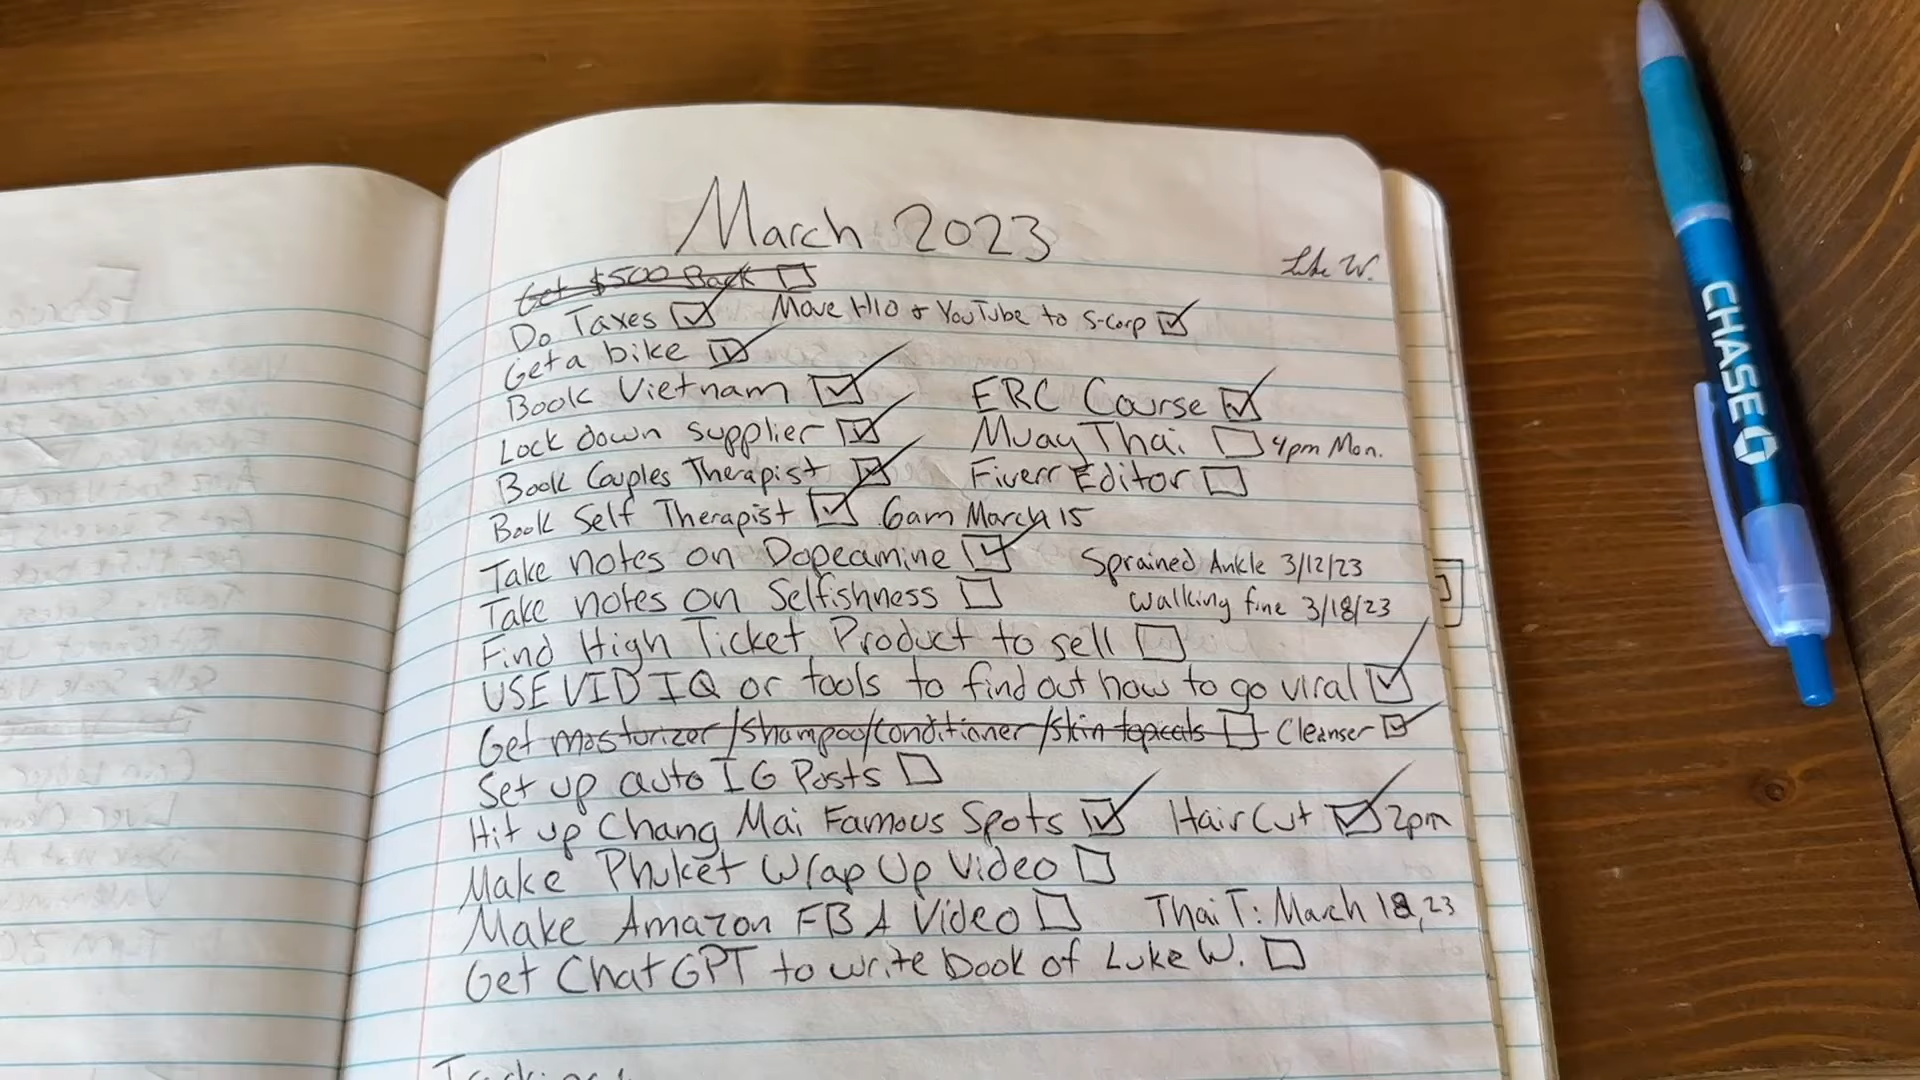 March 2023
Luke W.
Get $500 Back ☐
Do Taxes ☑ Move H10 & YouTube to S-Corp ☑
Get a bike ☑
Book Vietnam ☑ ERC Course ☑
Lock down supplier ☑ Muay Thai ☐ 4pm Mon.
Book Couples Therapist ☑ Fiverr Editor ☐
Book Self Therapist ☑ 6am March 15
Take notes on Dopeamine ☑ Sprained Ankle 3/12/23
Take notes on Selfishness ☐ Walking fine 3/18/23
Find High Ticket Product to sell ☐
USE VID IQ or tools to find out how to go viral ☑
Get mosturizer/shampoo/conditioner/skin topicals ☐ Cleanser ☑
Set up auto IG Posts ☐
Hit up Chang Mai Famous Spots ☑ Hair Cut ☑ 2pm
Make Phuket Wrap Up Video ☐
Make Amazon FBA Video ☐ Thai T: March 18, 23
Get Chat GPT to write book of Luke W. ☐
CHASE